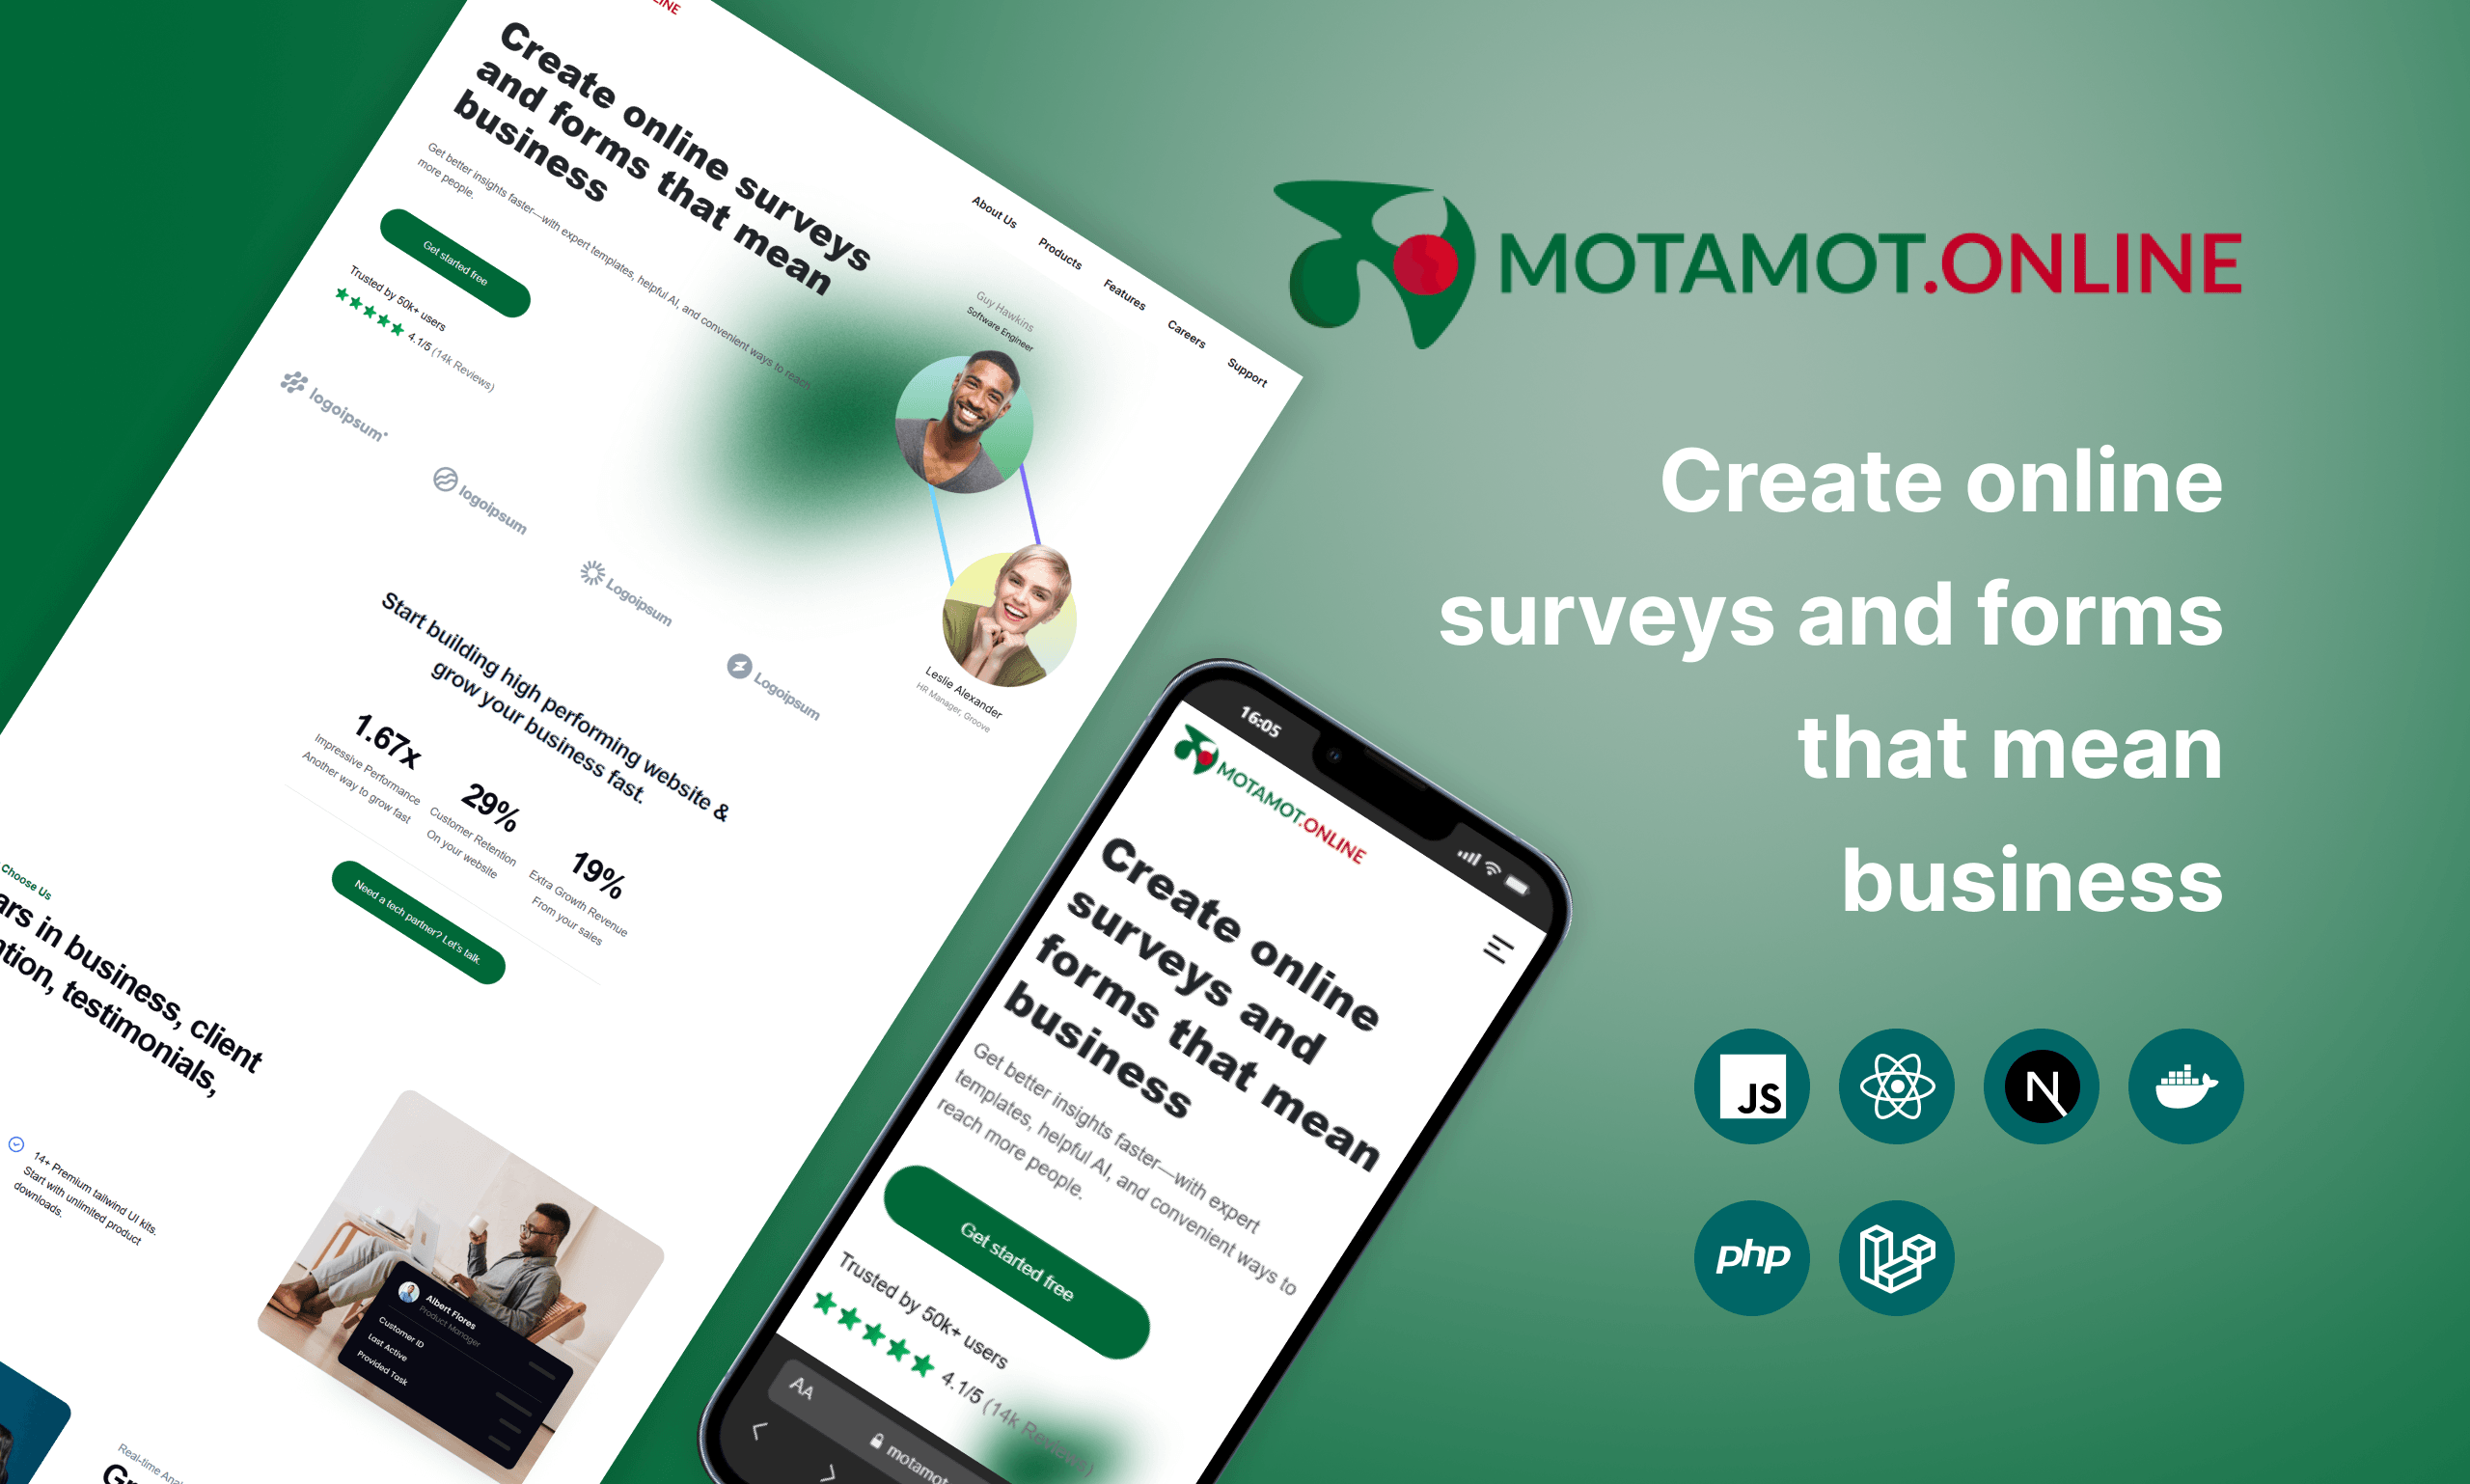 INE
Create online surveys
and forms that mean
business
Get better insights faster—with expert templates, helpful AI, and convenient ways to reach
more people.
Get started free
Trusted by 50k+ users
4.1/5 (14k Reviews)
About Us
Products
Features
Careers
Support
Guy Hawkins
Software Engineer
Leslie Alexander
HR Manager, Groove
logoipsum
logoipsum
Logoipsum
Logoipsum
Start building high performing website &
grow your business fast.
1.67x
Impressive Performance
Another way to grow fast
29%
Customer Retention
On your website
19%
Extra Growth Revenue
From your sales
Need a tech partner? Let's talk.
Choose Us
ars in business, client
ntion, testimonials,
14+ Premium tailwind UI kits.
Start with unlimited product
downloads.
Albert Flores
Product Manager
Customer ID
Last Active
Provided Task
Real-time Ana
16:05
MOTAMOT.ONLINE
Create online
surveys and
forms that mean
business
Get better insights faster—with expert
templates, helpful AI, and convenient ways to
reach more people.
Get started free
Trusted by 50k+ users
4.1/5 (14k Reviews)
AA
motamot
MOTAMOT.ONLINE
Create online
surveys and forms
that mean
business
JS
N
php